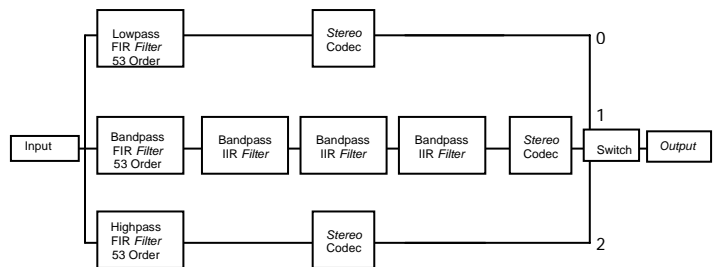 Lowpass
FIR Filter
53 Order
Stereo
Codec
0
1
Input
Bandpass
FIR Filter
53 Order
Bandpass
IIR Filter
Bandpass
IIR Filter
Bandpass
IIR Filter
Stereo
Codec
Switch
Output
Highpass
FIR Filter
53 Order
Stereo
Codec
2